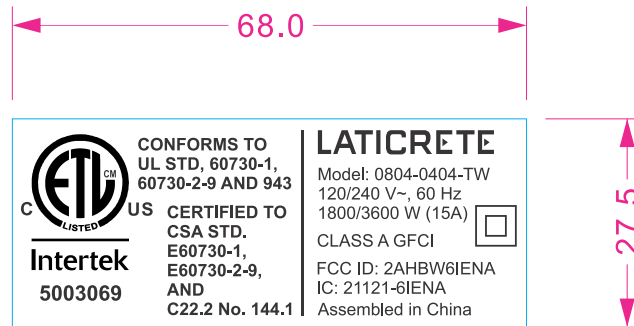 68.0
27.5
ETL
CM
C
US
LISTED
Intertek
5003069
CONFORMS TO
UL STD, 60730-1,
60730-2-9 AND 943
CERTIFIED TO
CSA STD.
E60730-1,
E60730-2-9,
AND
C22.2 No. 144.1
LATICRETE
Model: 0804-0404-TW
120/240 V~, 60 Hz
1800/3600 W (15A)
CLASS A GFCI
FCC ID: 2AHBW6IENA
IC: 21121-6IENA
Assembled in China